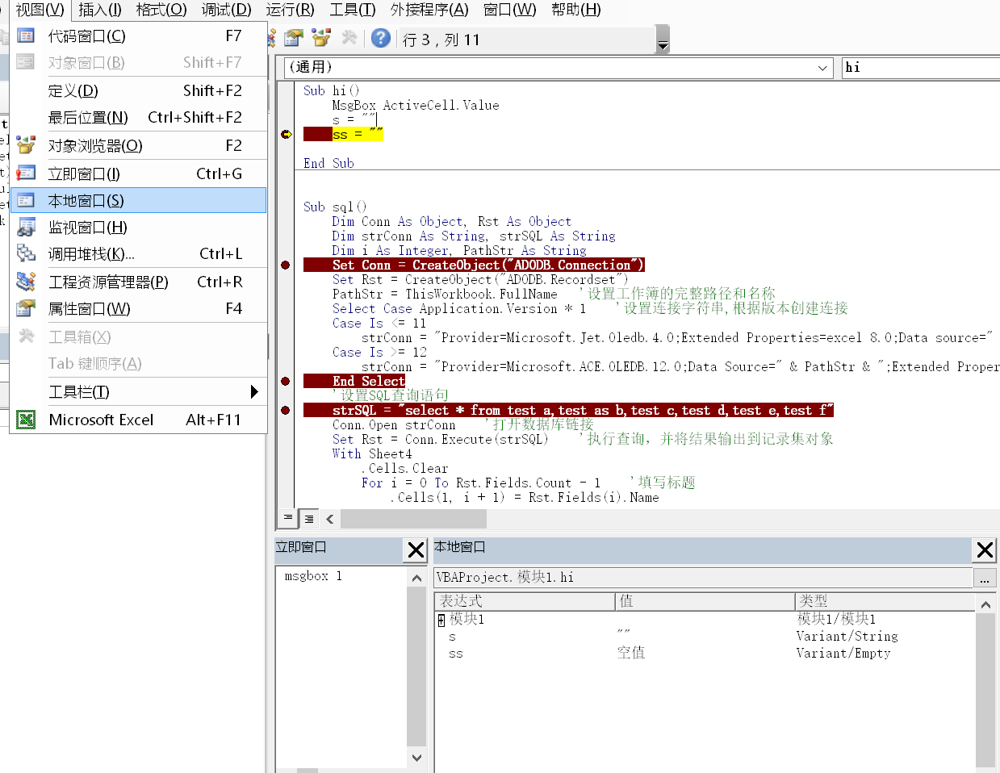 视图(V) 插入(I) 格式(O) 调试(D) 运行(R) 工具(T) 外接程序(A) 窗口(W) 帮助(H)
代码窗口(C) F7
对象窗口(B) Shift+F7
定义(D) Shift+F2
最后位置(N) Ctrl+Shift+F2
对象浏览器(O) F2
立即窗口(I) Ctrl+G
本地窗口(S)
监视窗口(H)
调用堆栈(K)... Ctrl+L
工程资源管理器(P) Ctrl+R
属性窗口(W) F4
工具箱(X)
Tab 键顺序(A)
工具栏(T)
Microsoft Excel Alt+F11
行 3 , 列 11
(通用) hi
Sub hi()
MsgBox ActiveCell.Value
s = ""
ss = ""
End Sub
Sub sql()
Dim Conn As Object, Rst As Object
Dim strConn As String, strSQL As String
Dim i As Integer, PathStr As String
Set Conn = CreateObject("ADODB.Connection")
Set Rst = CreateObject("ADODB.Recordset")
PathStr = ThisWorkbook.FullName '设置工作簿的完整路径和名称
Select Case Application.Version * 1 '设置连接字符串,根据版本创建连接
Case Is <= 11
strConn = "Provider=Microsoft.Jet.Oledb.4.0;Extended Properties=excel 8.0;Data source="
Case Is >= 12
strConn = "Provider=Microsoft.ACE.OLEDB.12.0;Data Source=" & PathStr & ";Extended Proper
End Select
'设置SQL查询语句
strSQL = "select * from test a,test as b,test c,test d,test e,test f"
Conn.Open strConn '打开数据库链接
Set Rst = Conn.Execute(strSQL) '执行查询，并将结果输出到记录集对象
With Sheet4
.Cells.Clear
For i = 0 To Rst.Fields.Count - 1 '填写标题
.Cells(1, i + 1) = Rst.Fields(i).Name
立即窗口
msgbox 1
本地窗口
VBAProject.模块1.hi ...
表达式 值 类型
模块1 模块1/模块1
s "" Variant/String
ss 空值 Variant/Empty